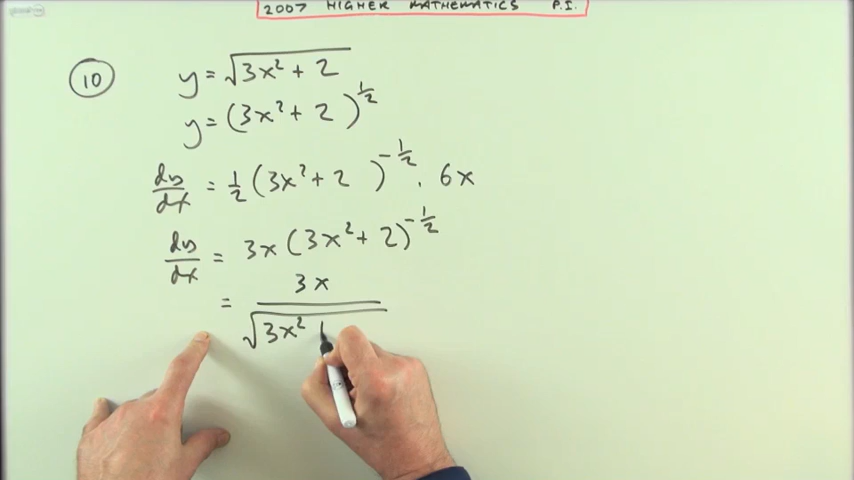 2007 HIGHER MATHEMATICS P.I.
10 y = √3x² + 2
y = (3x² + 2)^½
dy/dx = ½ (3x² + 2)^-½ . 6x
dy/dx = 3x (3x² + 2)^-½
= 3x / √3x²